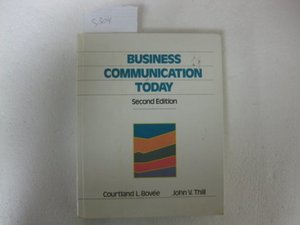 BUSINESS
COMMUNICATION
TODAY
Second Edition
Courtland L. Bovée John V. Thill